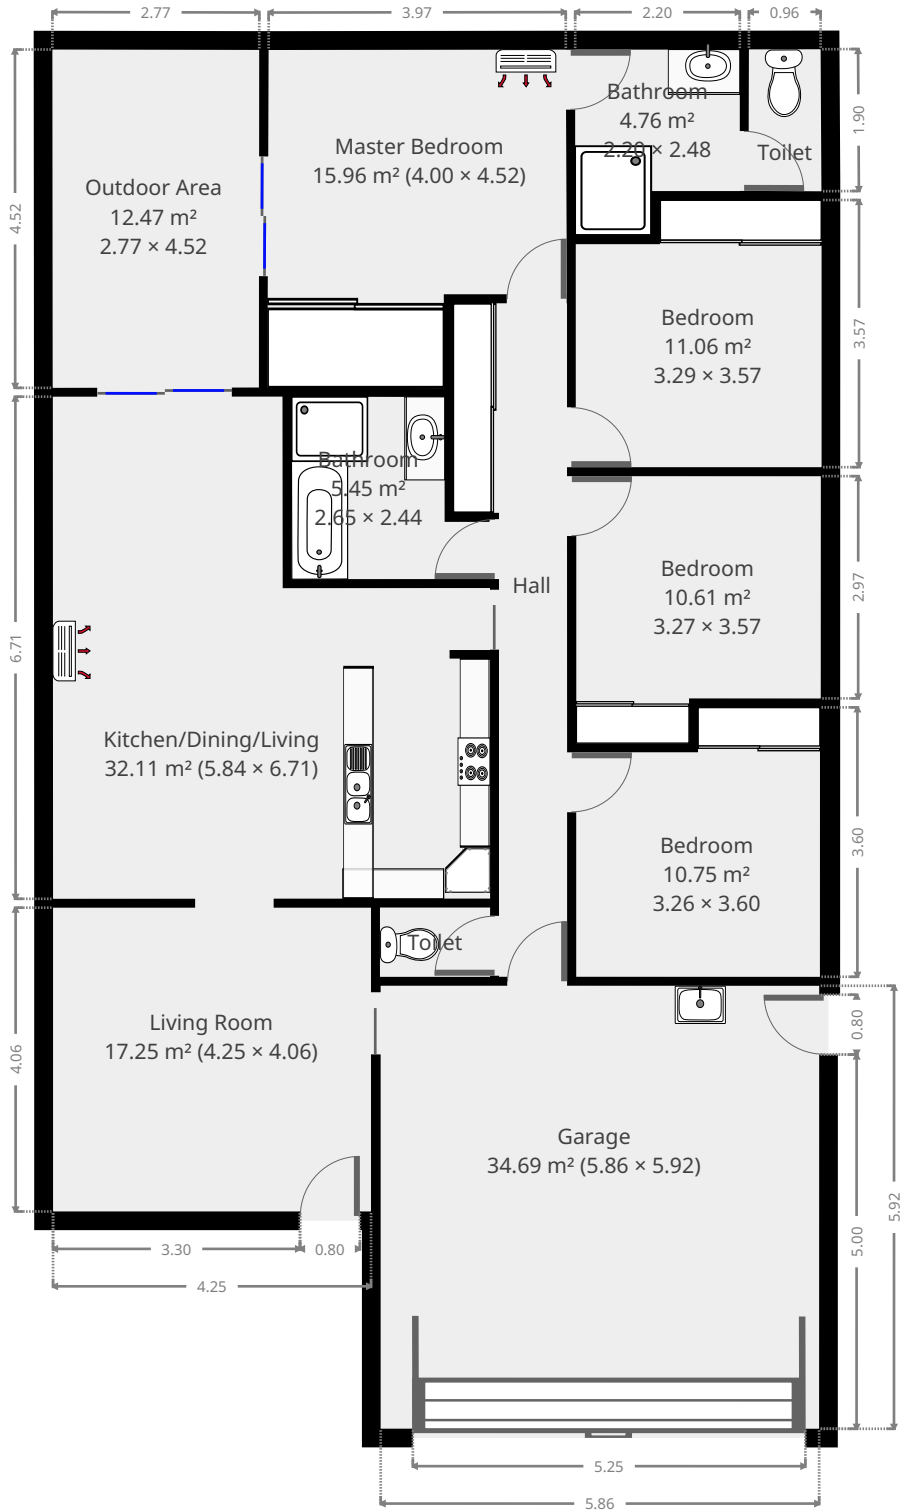 2.77
3.97
2.20
0.96
Outdoor Area
12.47 m²
2.77 × 4.52
Master Bedroom
15.96 m² (4.00 × 4.52)
Bathroom
4.76 m²
2.20 × 2.48
Toilet
1.90
4.52
Bedroom
11.06 m²
3.29 × 3.57
3.57
Bathroom
5.45 m²
2.65 × 2.44
Hall
Bedroom
10.61 m²
3.27 × 3.57
2.97
6.71
Kitchen/Dining/Living
32.11 m² (5.84 × 6.71)
Bedroom
10.75 m²
3.26 × 3.60
3.60
Toilet
Living Room
17.25 m² (4.25 × 4.06)
4.06
0.80
Garage
34.69 m² (5.86 × 5.92)
5.92
5.00
3.30
0.80
4.25
5.25
5.86